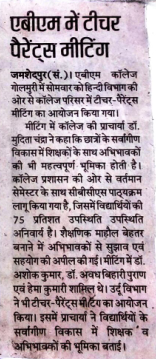 एबीएम में टीचर
पैरेंट्स मीटिंग
जमशेदपुर (सं.)। एबीएम कॉलेज
गोलमुरी में सोमवार को हिन्दी विभाग की
ओर से कॉलेज परिसर में टीचर-पैरेंट्स
मीटिंग का आयोजन किया गया।
मीटिंग में कॉलेज की प्राचार्या डॉ.
मुदिता चंद्रा ने कहा कि छात्रों के सर्वांगीण
विकास में शिक्षकों के साथ अभिभावकों
की भी महत्वपूर्ण भूमिका होती है।
कॉलेज प्रशासन की ओर से वर्तमान
सेमेस्टर के साथ सीबीसीएस पाठ्यक्रम
लागू किया गया है, जिसमें विद्यार्थियों की
75 प्रतिशत उपस्थिति उपस्थिति
अनिवार्य है। शैक्षणिक माहौल बेहतर
बनाने में अभिभावकों से सुझाव एवं
सहयोग की अपील की गई। मीटिंग में डॉ.
अशोक कुमार, डॉ. अवध बिहारी पुराण
एवं हेमा कुमारी शामिल थे। उर्दू विभाग
ने भी टीचर-पैरेंट्स मीटिंग का आयोजन
किया। इसमें प्राचार्या ने विद्यार्थियों के
सर्वांगीण विकास में शिक्षक व
अभिभावकों की भूमिका बताई।